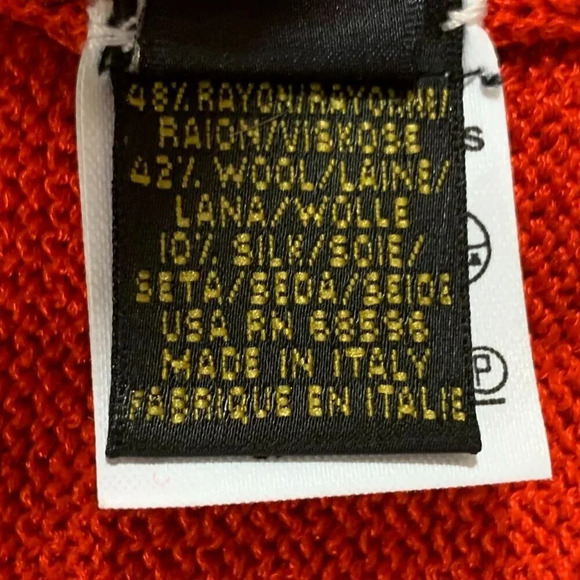 48% RAYON/RAYONNE/
RAION/VISKOSE
42% WOOL/LAINE/
LANA/WOLLE
10% SILK/SOIE/
SETA/SEDA/SEIDE
USA RN
MADE IN ITALY
FABRIQUE EN ITALIE
S
P